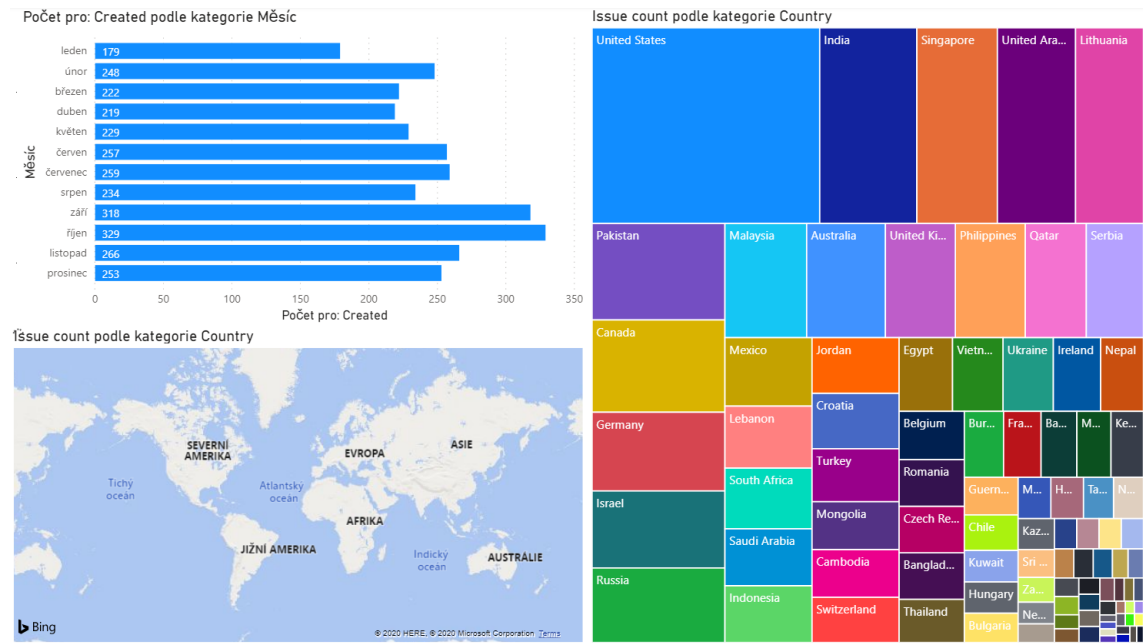 Počet pro: Created podle kategorie Měsíc
Měsíc
leden 179
únor 248
březen 222
duben 219
květen 229
červen 257
červenec 259
srpen 234
září 318
říjen 329
listopad 266
prosinec 253
0 50 100 150 200 250 300 350
Počet pro: Created
Issue count podle kategorie Country
SEVERNÍ AMERIKA
EVROPA
ASIE
Tichý oceán
Atlantský oceán
AFRIKA
JIŽNÍ AMERIKA
Indický oceán
AUSTRÁLIE
Bing
© 2020 HERE, © 2020 Microsoft Corporation Terms
Issue count podle kategorie Country
United States
India
Singapore
United Ara...
Lithuania
Pakistan
Malaysia
Australia
United Ki...
Philippines
Qatar
Serbia
Canada
Mexico
Jordan
Egypt
Vietn...
Ukraine
Ireland
Nepal
Germany
Lebanon
Croatia
Belgium
Bur...
Fra...
Ba...
M...
Ke...
Israel
South Africa
Turkey
Romania
Guern...
M...
H...
Ta...
N...
Russia
Saudi Arabia
Mongolia
Czech Re...
Chile
Kaz...
Indonesia
Cambodia
Banglad...
Kuwait
Sri ...
Switzerland
Thailand
Hungary
Za...
Bulgaria
Ne...